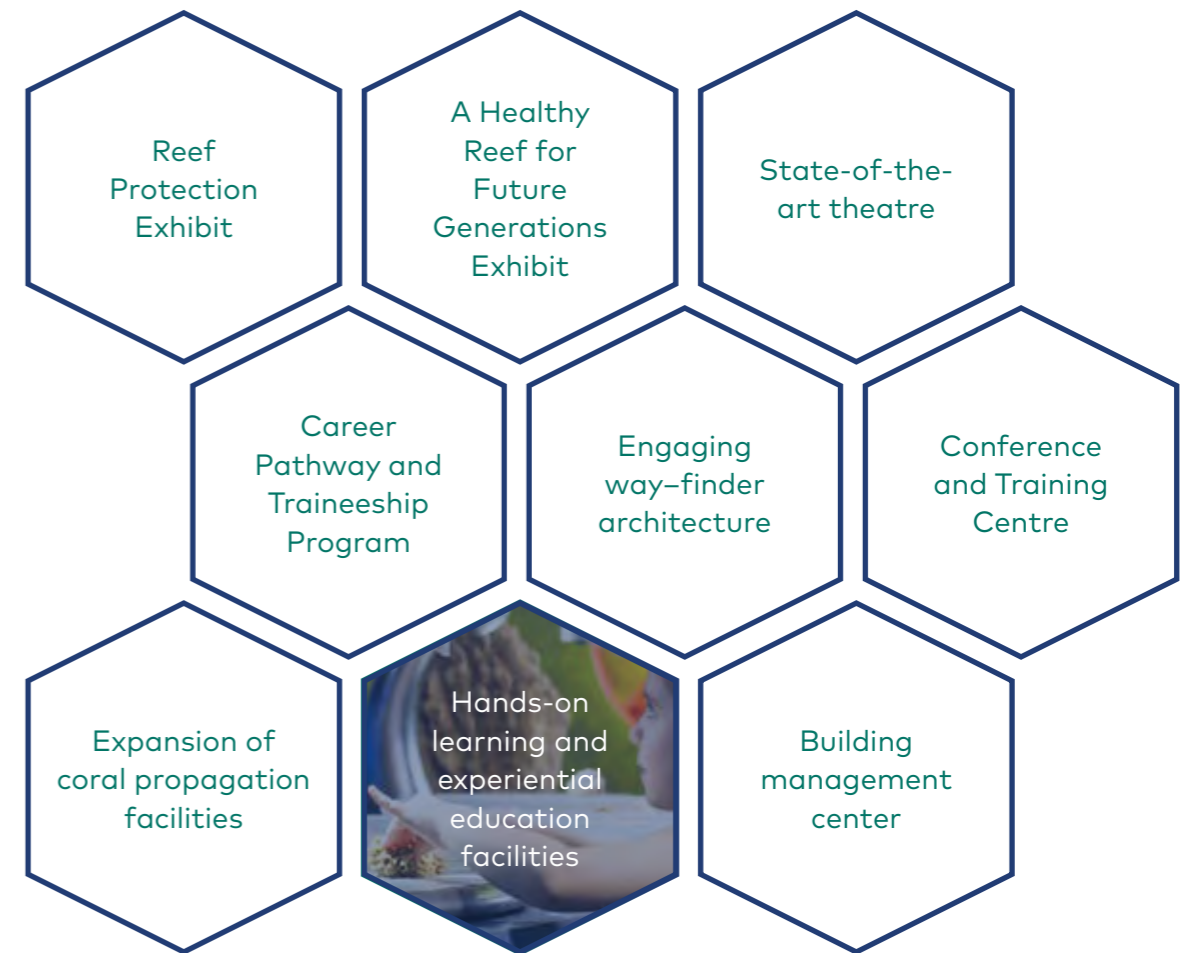 Reef
Protection
Exhibit
A Healthy
Reef for
Future
Generations
Exhibit
State-of-the-
art theatre
Career
Pathway and
Traineeship
Program
Engaging
way–finder
architecture
Conference
and Training
Centre
Expansion of
coral propagation
facilities
Hands-on
learning and
experiential
education
facilities
Building
management
center